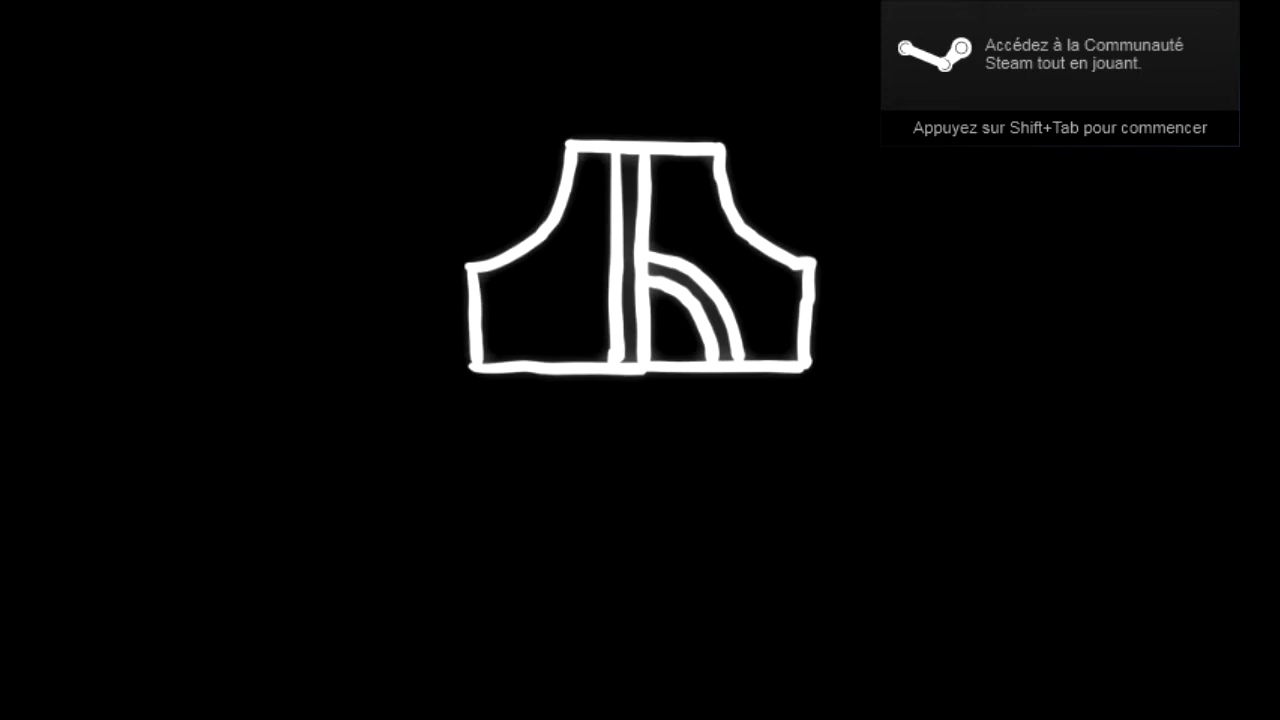 Accédez à la Communauté
Steam tout en jouant.
Appuyez sur Shift+Tab pour commencer